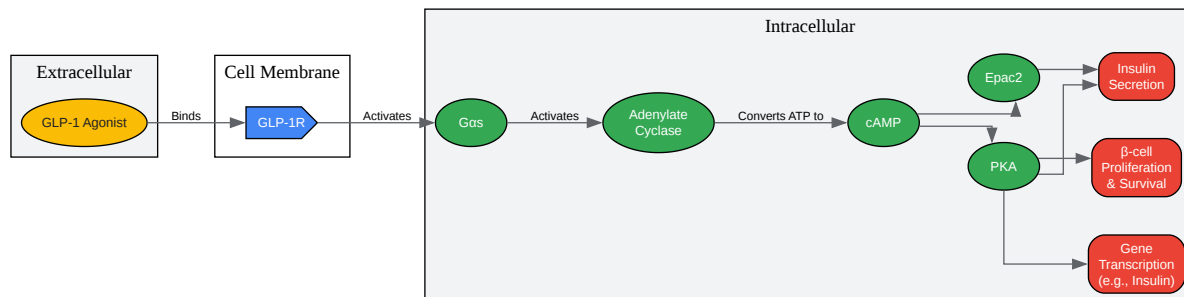 Extracellular
GLP-1 Agonist
Binds
Cell Membrane
GLP-1R
Activates
Intracellular
Gαs
Activates
Adenylate
Cyclase
Converts ATP to
cAMP
Epac2
PKA
Insulin
Secretion
β-cell
Proliferation
& Survival
Gene
Transcription
(e.g., Insulin)